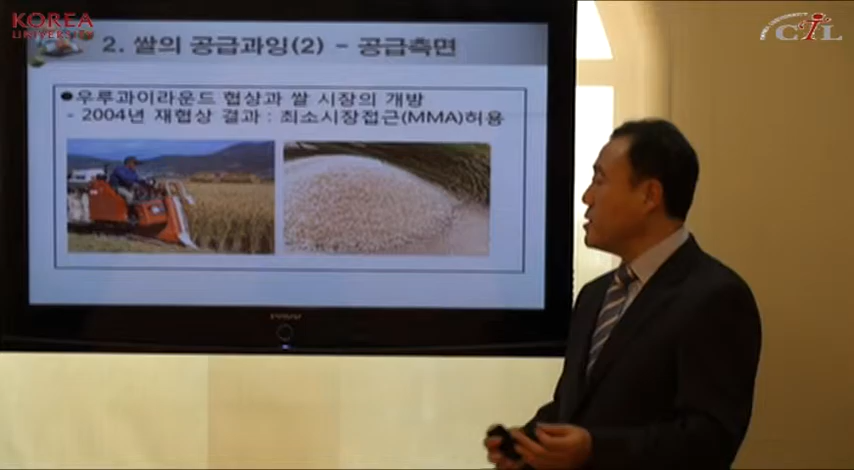 KOREA
UNIVERSITY
CTL
2. 쌀의 공급과잉(2) - 공급측면
●우루과이라운드 협상과 쌀 시장의 개방
- 2004년 재협상 결과 : 최소시장접근(MMA)허용